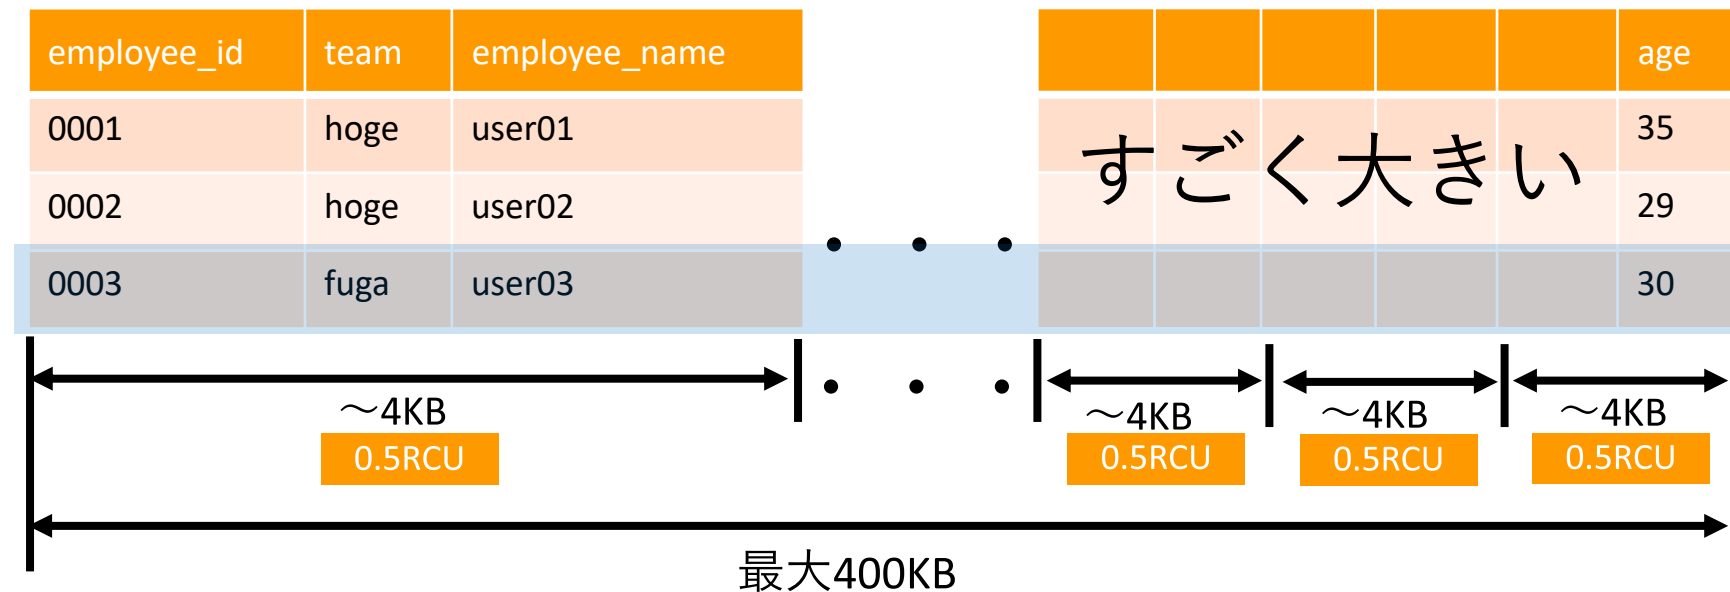 employee_id team employee_name age
0001 hoge user01 35
すごく大きい
0002 hoge user02 29
・・・
0003 fuga user03 30
・・・
～4KB ～4KB ～4KB ～4KB
0.5RCU 0.5RCU 0.5RCU 0.5RCU
最大400KB